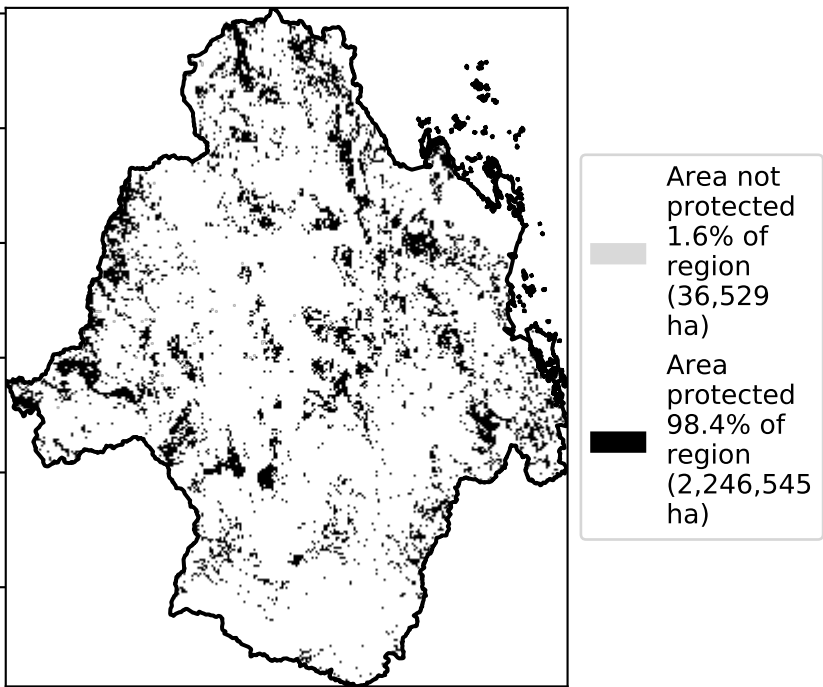 Area not
protected
1.6% of
region
(36,529
ha)
Area
protected
98.4% of
region
(2,246,545
ha)